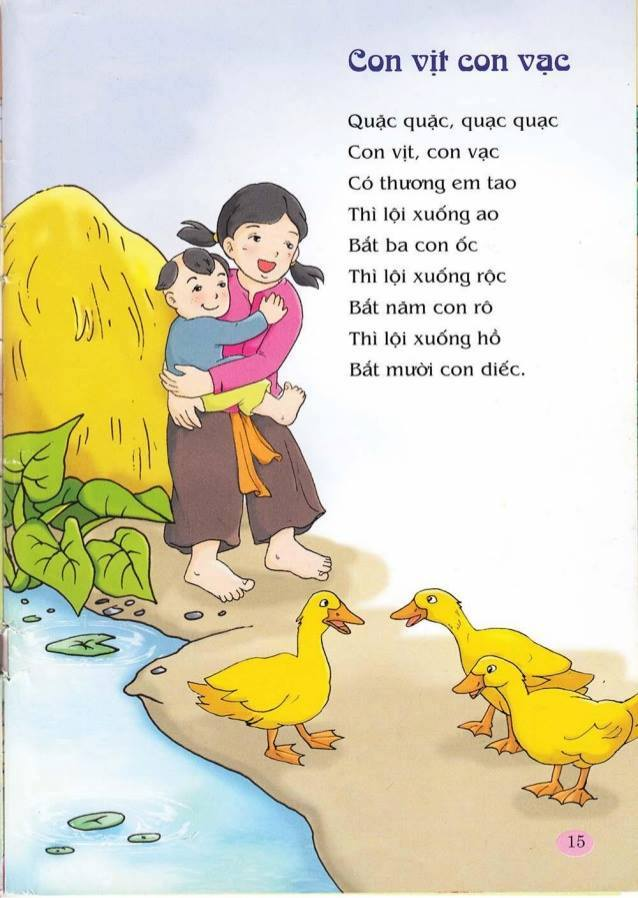 Con vịt con vạc
Quặc quặc, quạc quạc
Con vịt, con vạc
Có thương em tao
Thì lội xuống ao
Bắt ba con ốc
Thì lội xuống rộc
Bắt năm con rô
Thì lội xuống hồ
Bắt mười con diếc.
15